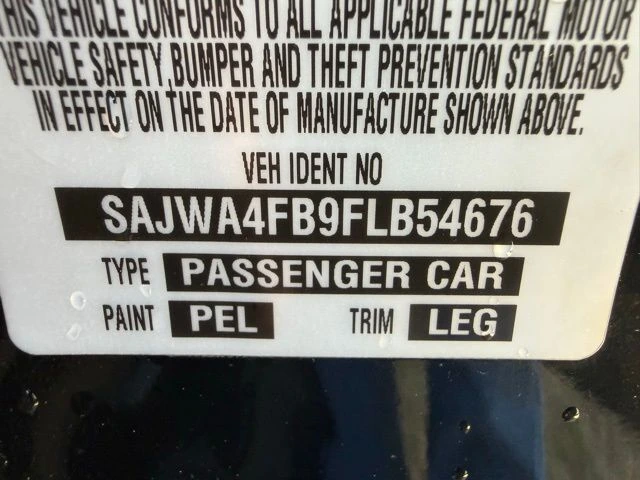 THIS VEHICLE CONFORMS TO ALL APPLICABLE FEDERAL MOTOR
VEHICLE SAFETY, BUMPER AND THEFT PREVENTION STANDARDS
IN EFFECT ON THE DATE OF MANUFACTURE SHOWN ABOVE.
VEH IDENT NO
SAJWA4FB9FLB54676
TYPE PASSENGER CAR
PAINT PEL TRIM LEG